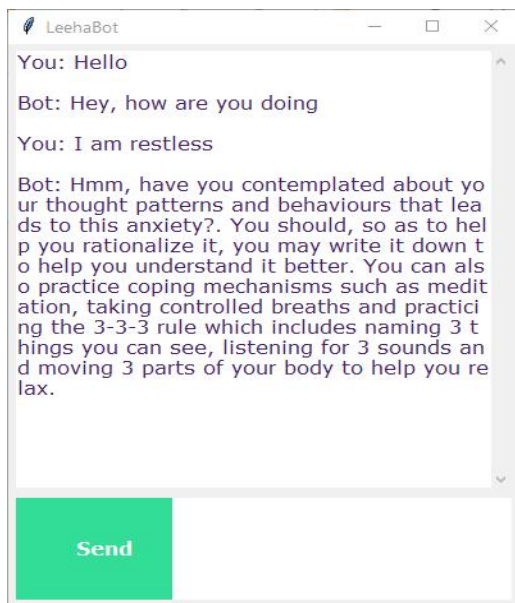 LeehaBot
You: Hello
Bot: Hey, how are you doing
You: I am restless
Bot: Hmm, have you contemplated about yo
ur thought patterns and behaviours that lea
ds to this anxiety?. You should, so as to hel
p you rationalize it, you may write it down t
o help you understand it better. You can als
o practice coping mechanisms such as medit
ation, taking controlled breaths and practici
ng the 3-3-3 rule which includes naming 3 t
hings you can see, listening for 3 sounds an
d moving 3 parts of your body to help you re
lax.
Send